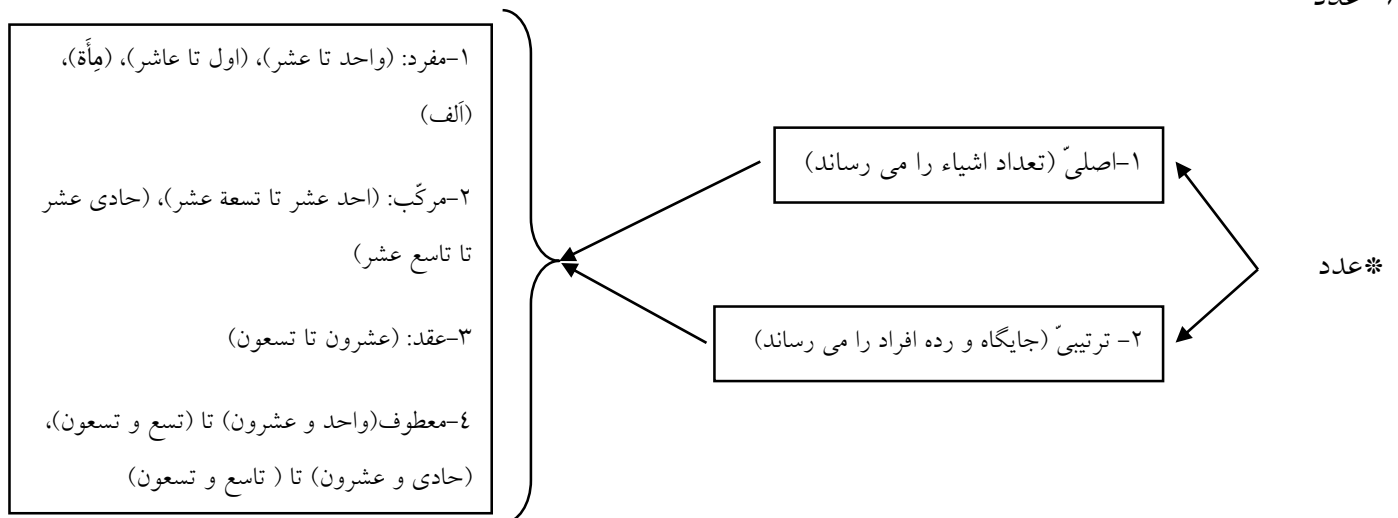 *عدد
۱-اصلیّ (تعداد اشیاء را می رساند)
۲- ترتیبیّ (جایگاه و رده افراد را می رساند)
۱-مفرد: (واحد تا عشر)، (اول تا عاشر)، (مِأَة)،
(اَلف)
۲-مرکّب: (احد عشر تا تسعة عشر)، (حادی عشر
تا تاسع عشر)
۳-عقد: (عشرون تا تسعون)
٤-معطوف(واحد و عشرون) تا (تسع و تسعون)،
(حادی و عشرون) تا ( تاسع و تسعون)